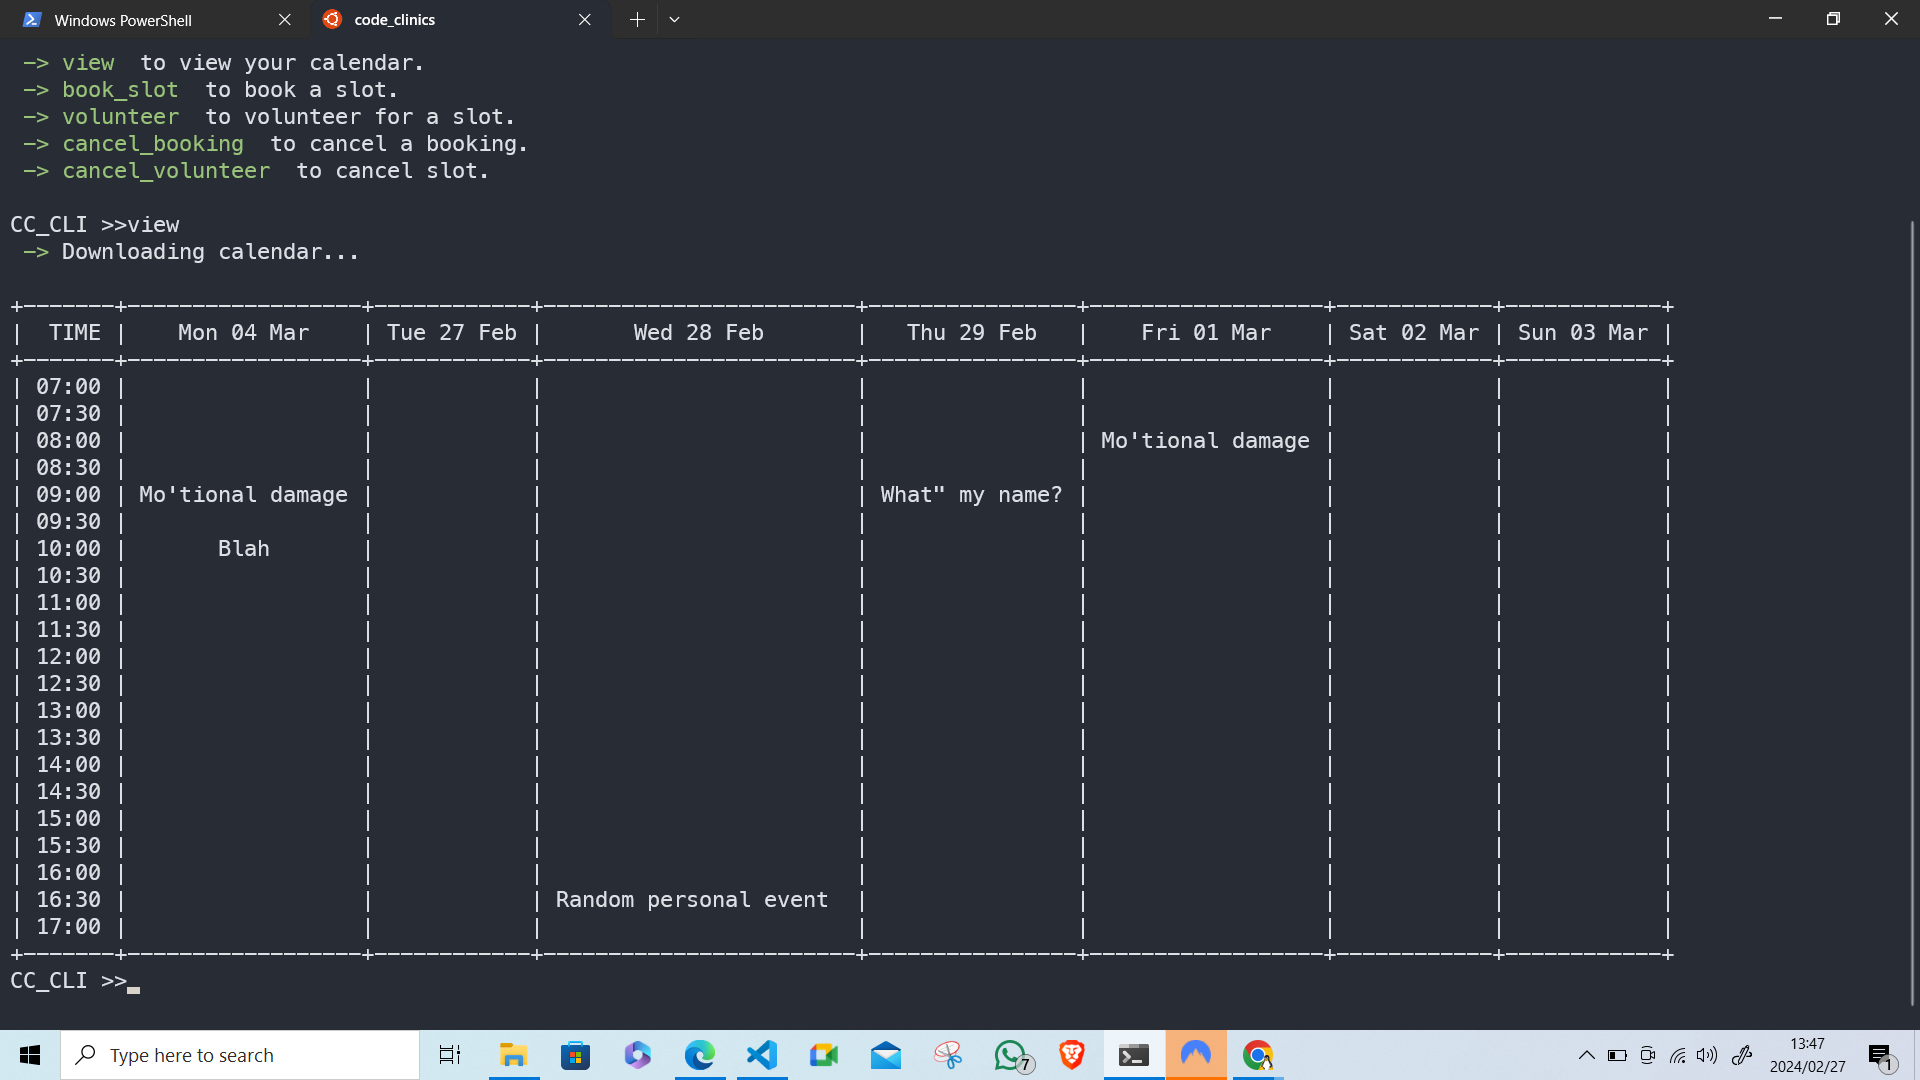 Windows PowerShell
code_clinics
-> view  to view your calendar.
-> book_slot  to book a slot.
-> volunteer  to volunteer for a slot.
-> cancel_booking  to cancel a booking.
-> cancel_volunteer  to cancel slot.
CC_CLI >>view
-> Downloading calendar...
+-------+------------------+------------+------------------------+----------------+------------------+------------+------------+
|  TIME |    Mon 04 Mar    | Tue 27 Feb |       Wed 28 Feb       |   Thu 29 Feb   |    Fri 01 Mar    | Sat 02 Mar | Sun 03 Mar |
+-------+------------------+------------+------------------------+----------------+------------------+------------+------------+
| 07:00 |                  |            |                        |                |                  |            |            |
| 07:30 |                  |            |                        |                |                  |            |            |
| 08:00 |                  |            |                        |                | Mo'tional damage |            |            |
| 08:30 |                  |            |                        |                |                  |            |            |
| 09:00 | Mo'tional damage |            |                        | What" my name? |                  |            |            |
| 09:30 |                  |            |                        |                |                  |            |            |
| 10:00 |       Blah       |            |                        |                |                  |            |            |
| 10:30 |                  |            |                        |                |                  |            |            |
| 11:00 |                  |            |                        |                |                  |            |            |
| 11:30 |                  |            |                        |                |                  |            |            |
| 12:00 |                  |            |                        |                |                  |            |            |
| 12:30 |                  |            |                        |                |                  |            |            |
| 13:00 |                  |            |                        |                |                  |            |            |
| 13:30 |                  |            |                        |                |                  |            |            |
| 14:00 |                  |            |                        |                |                  |            |            |
| 14:30 |                  |            |                        |                |                  |            |            |
| 15:00 |                  |            |                        |                |                  |            |            |
| 15:30 |                  |            |                        |                |                  |            |            |
| 16:00 |                  |            |                        |                |                  |            |            |
| 16:30 |                  |            | Random personal event  |                |                  |            |            |
| 17:00 |                  |            |                        |                |                  |            |            |
+-------+------------------+------------+------------------------+----------------+------------------+------------+------------+
CC_CLI >>
Type here to search
7
13:47
2024/02/27
1